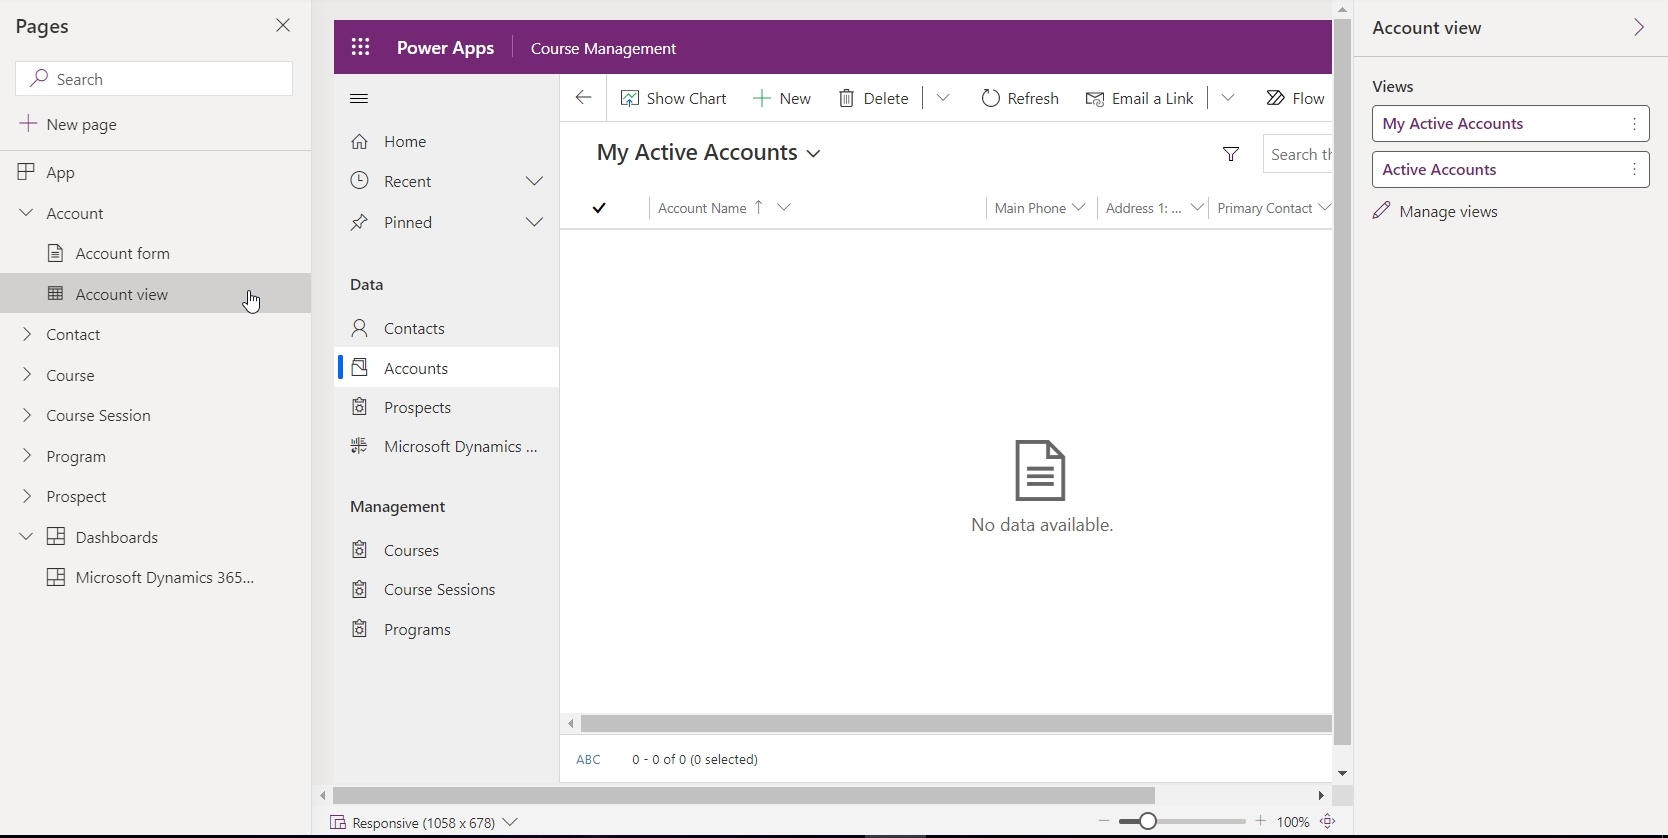 Pages
Search
New page
App
Account
Account form
Account view
Contact
Course
Course Session
Program
Prospect
Dashboards
Microsoft Dynamics 365...
Power Apps
Course Management
Home
Recent
Pinned
Data
Contacts
Accounts
Prospects
Microsoft Dynamics ...
Management
Courses
Course Sessions
Programs
Show Chart New Delete Refresh Email a Link Flow
My Active Accounts
Search th
Account Name Main Phone Address 1: ... Primary Contact
No data available.
ABC 0 - 0 of 0 (0 selected)
Responsive (1058 x 678)
100%
Account view
Views
My Active Accounts
Active Accounts
Manage views